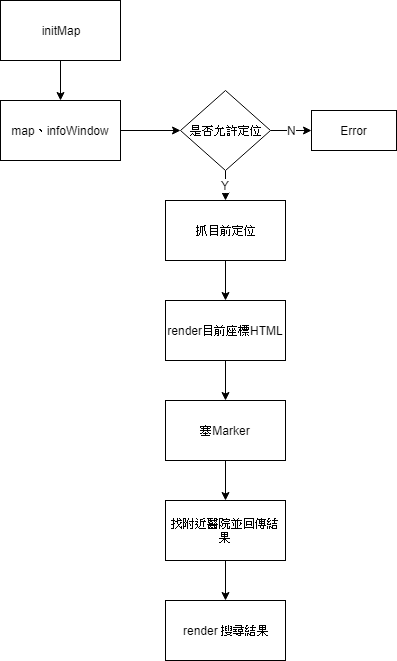 initMap
map、infoWindow
是否允許定位
N
Error
Y
抓目前定位
render目前座標HTML
塞Marker
找附近醫院並回傳結
果
render 搜尋結果